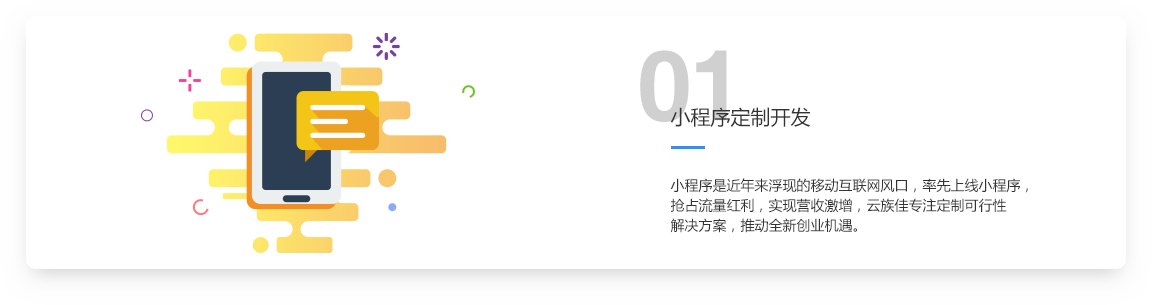 01
小程序定制开发
小程序是近年来浮现的移动互联网风口，率先上线小程序，
抢占流量红利，实现营收激增，云族佳专注定制可行性
解决方案，推动全新创业机遇。